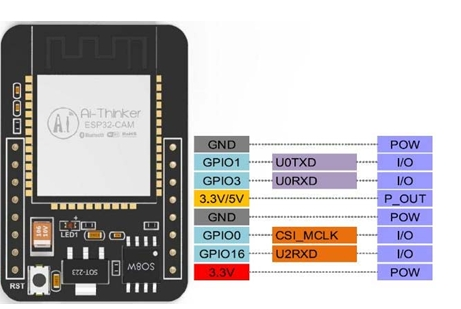 Ai-Thinker
ESP32-CAM
GND POW
GPIO1 U0TXD I/O
GPIO3 U0RXD I/O
3.3V/5V P_OUT
GND POW
GPIO0 CSI_MCLK I/O
GPIO16 U2RXD I/O
3.3V POW
LED1
RST
SOT-223
SO8W